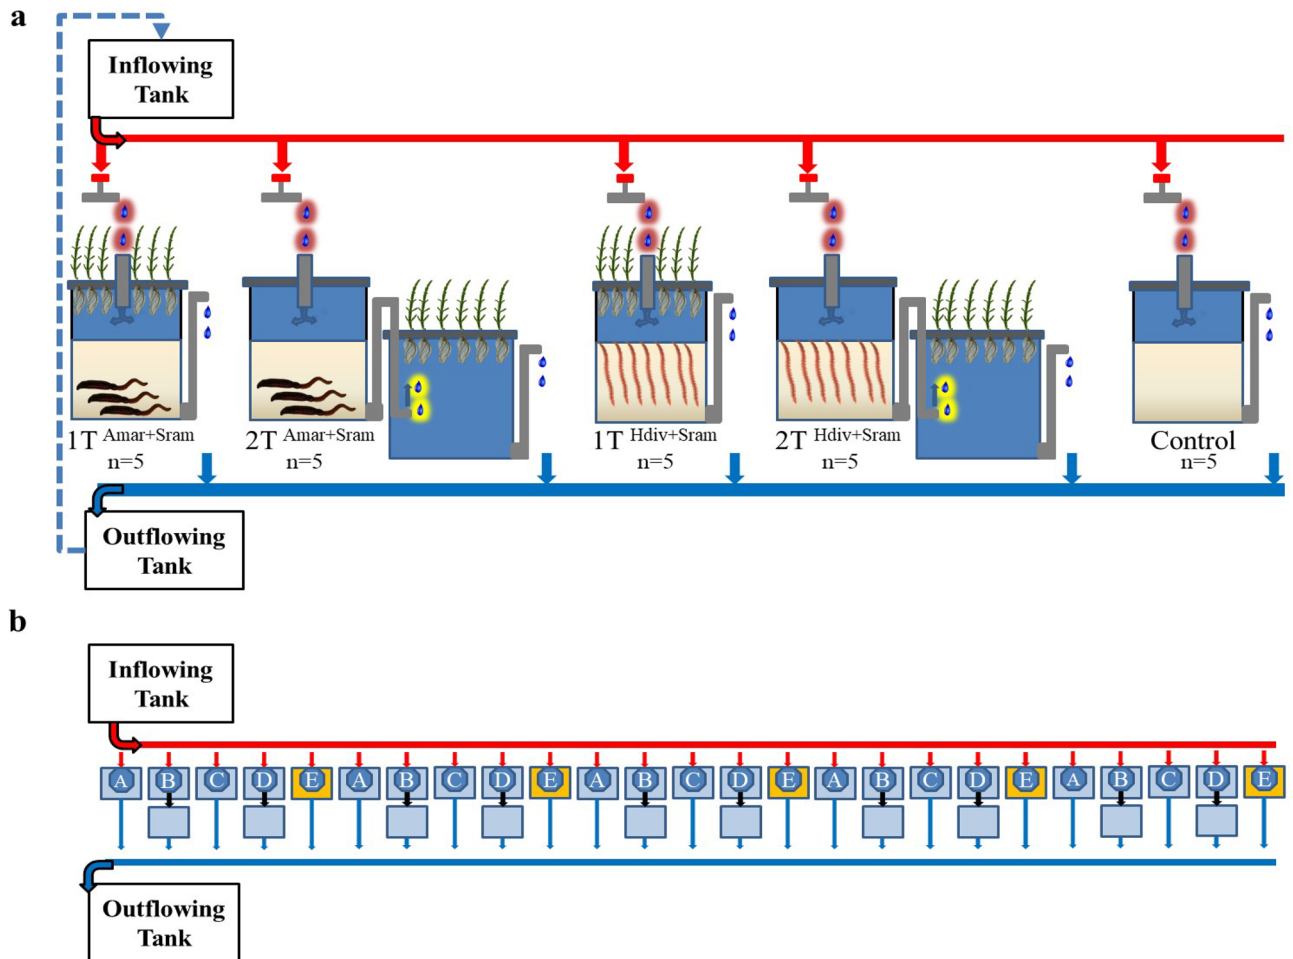 a
Inflowing
Tank
1T Amar+Sram
n=5
2T Amar+Sram
n=5
1T Hdiv+Sram
n=5
2T Hdiv+Sram
n=5
Control
n=5
Outflowing
Tank
b
Inflowing
Tank
A B C D E A B C D E A B C D E A B C D E A B C D E
Outflowing
Tank